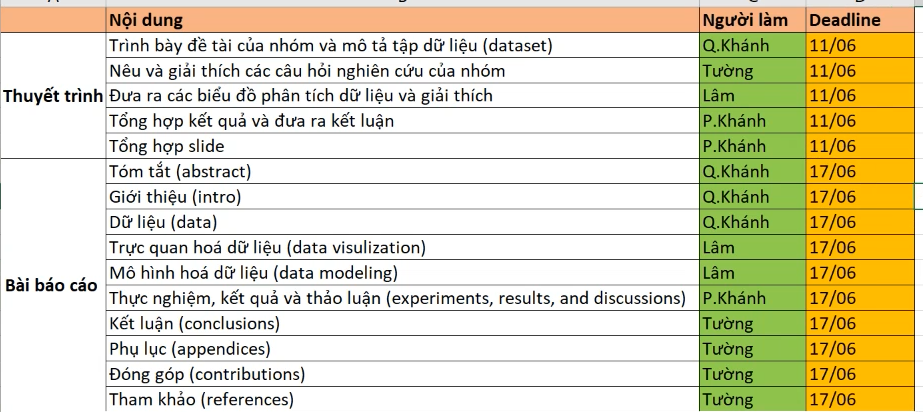 Nội dung Người làm Deadline
Trình bày đề tài của nhóm và mô tả tập dữ liệu (dataset) Q.Khánh 11/06
Nêu và giải thích các câu hỏi nghiên cứu của nhóm Tường 11/06
Thuyết trình Đưa ra các biểu đồ phân tích dữ liệu và giải thích Lâm 11/06
Tổng hợp kết quả và đưa ra kết luận P.Khánh 11/06
Tổng hợp slide P.Khánh 11/06
Tóm tắt (abstract) Q.Khánh 17/06
Giới thiệu (intro) Q.Khánh 17/06
Dữ liệu (data) Q.Khánh 17/06
Trực quan hoá dữ liệu (data visulization) Lâm 17/06
Mô hình hoá dữ liệu (data modeling) Lâm 17/06
Bài báo cáo Thực nghiệm, kết quả và thảo luận (experiments, results, and discussions) P.Khánh 17/06
Kết luận (conclusions) Tường 17/06
Phụ lục (appendices) Tường 17/06
Đóng góp (contributions) Tường 17/06
Tham khảo (references) Tường 17/06